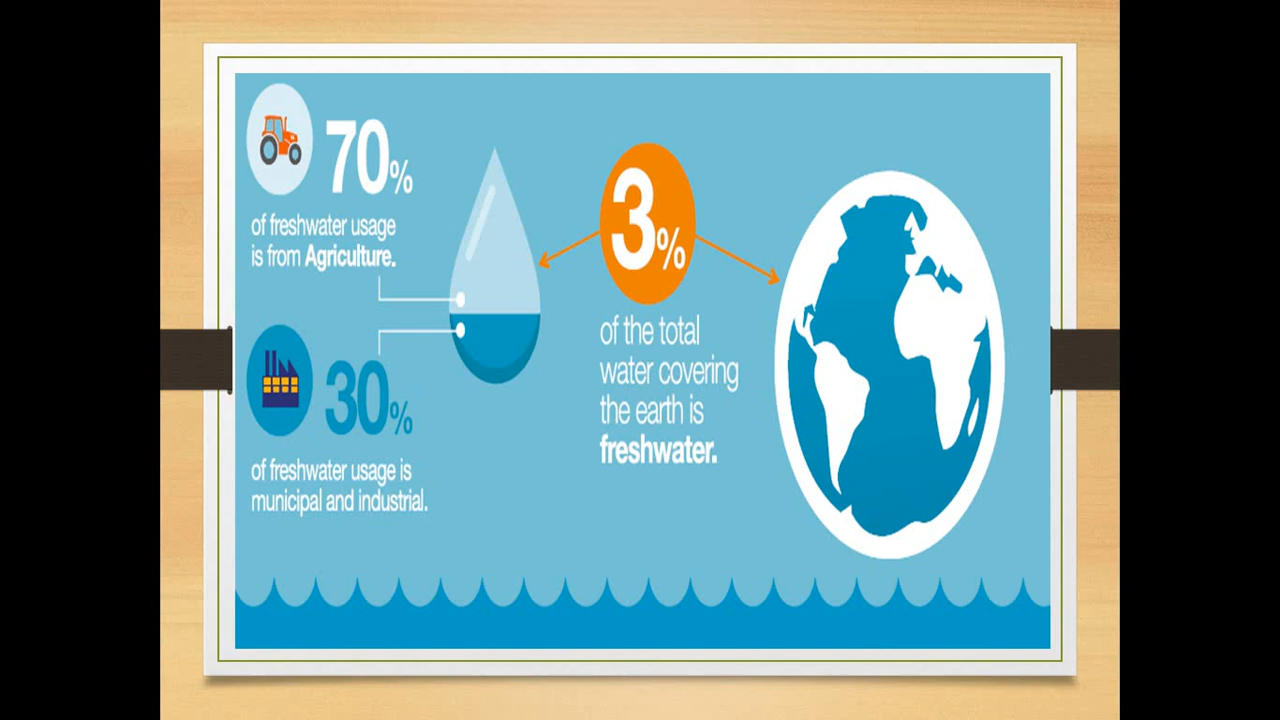 70%
of freshwater usage
is from Agriculture.
30%
of freshwater usage is
municipal and industrial.
3%
of the total
water covering
the earth is
freshwater.